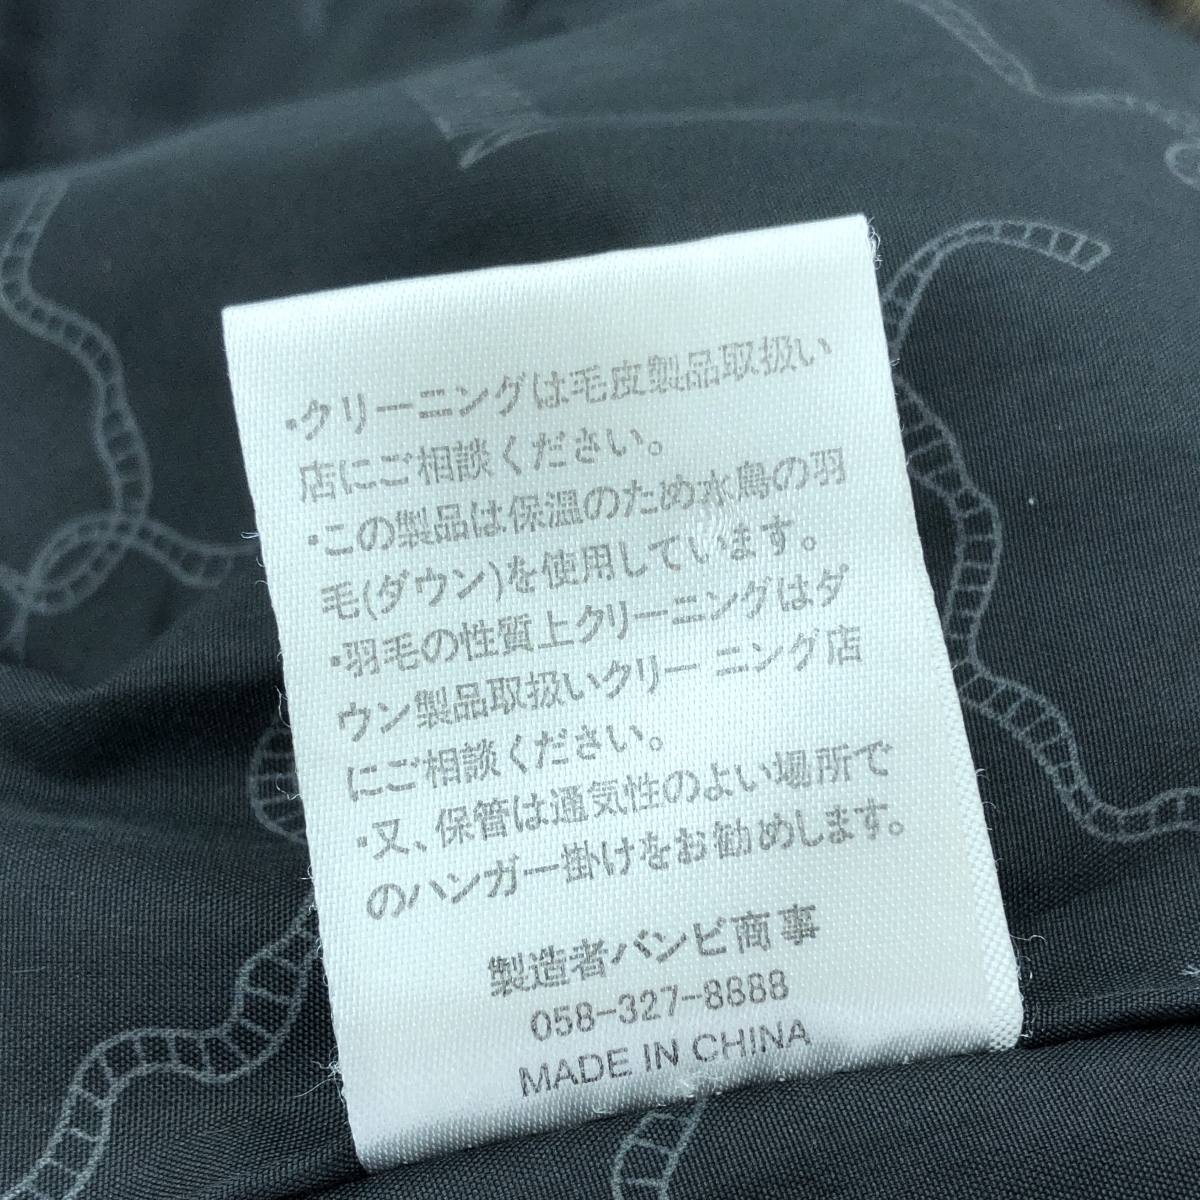 ・クリーニングは毛皮製品取扱い
店にご相談ください。
・この製品は保温のため水鳥の羽
毛(ダウン)を使用しています。
・羽毛の性質上クリーニングはダ
ウン製品取扱いクリーニング店
にご相談ください。
・又、保管は通気性のよい場所で
のハンガー掛けをお勧めします。
製造者バンビ商事
058-327-8888
MADE IN CHINA